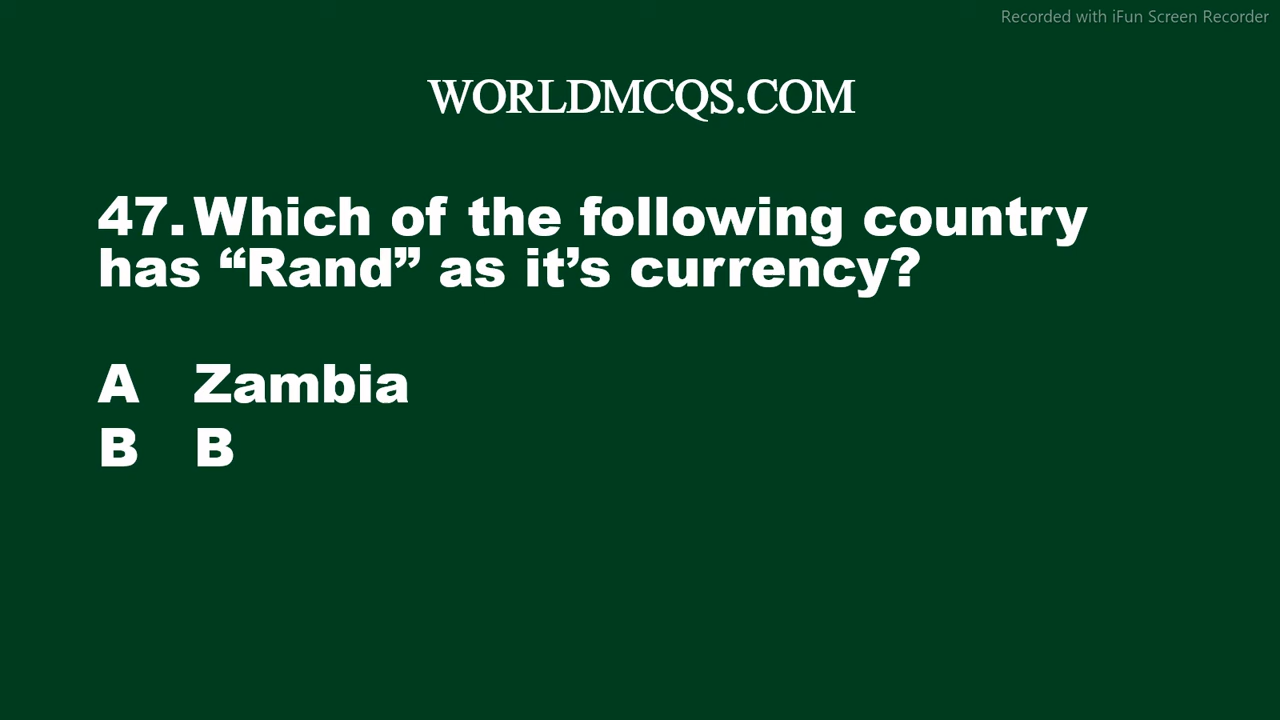 Recorded with iFun Screen Recorder
WORLDMCQS.COM
47. Which of the following country
has “Rand” as it’s currency?
A Zambia
B B